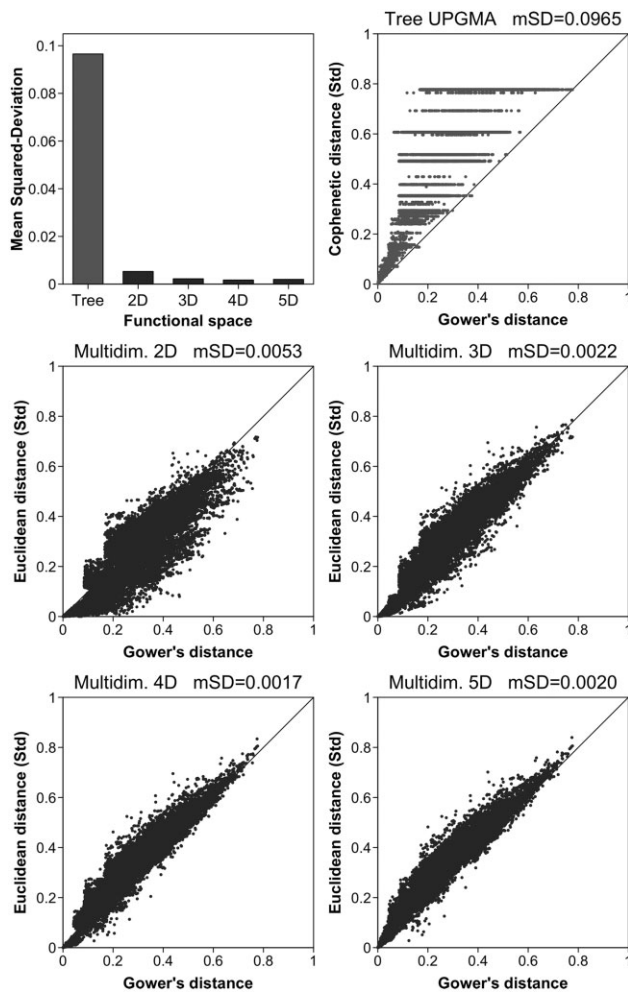 Tree UPGMA mSD=0.0965
0.1
0.08
0.06
0.04
0.02
0
Mean Squared-Deviation
Tree 2D 3D 4D 5D
Functional space
1
0.8
0.6
0.4
0.2
0
Cophenetic distance (Std)
0 0.2 0.4 0.6 0.8 1
Gower's distance
Multidim. 2D mSD=0.0053
1
0.8
0.6
0.4
0.2
0
Euclidean distance (Std)
0 0.2 0.4 0.6 0.8 1
Gower's distance
Multidim. 3D mSD=0.0022
1
0.8
0.6
0.4
0.2
0
Euclidean distance (Std)
0 0.2 0.4 0.6 0.8 1
Gower's distance
Multidim. 4D mSD=0.0017
1
0.8
0.6
0.4
0.2
0
Euclidean distance (Std)
0 0.2 0.4 0.6 0.8 1
Gower's distance
Multidim. 5D mSD=0.0020
1
0.8
0.6
0.4
0.2
0
Euclidean distance (Std)
0 0.2 0.4 0.6 0.8 1
Gower's distance